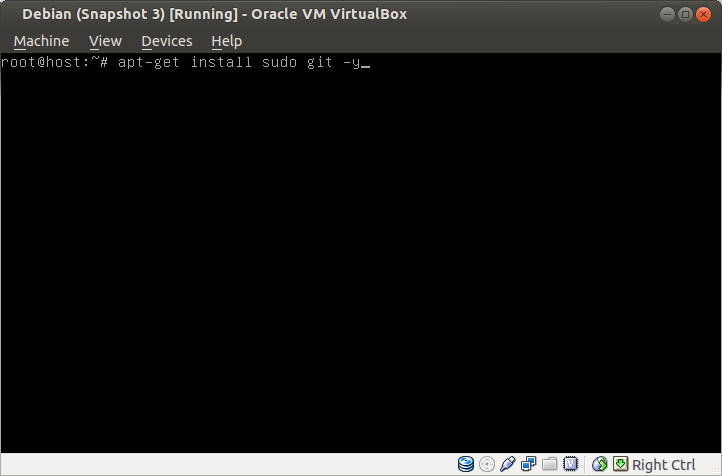 Debian (Snapshot 3) [Running] - Oracle VM VirtualBox
Machine View Devices Help
root@host:~# apt-get install sudo git -y_
Right Ctrl